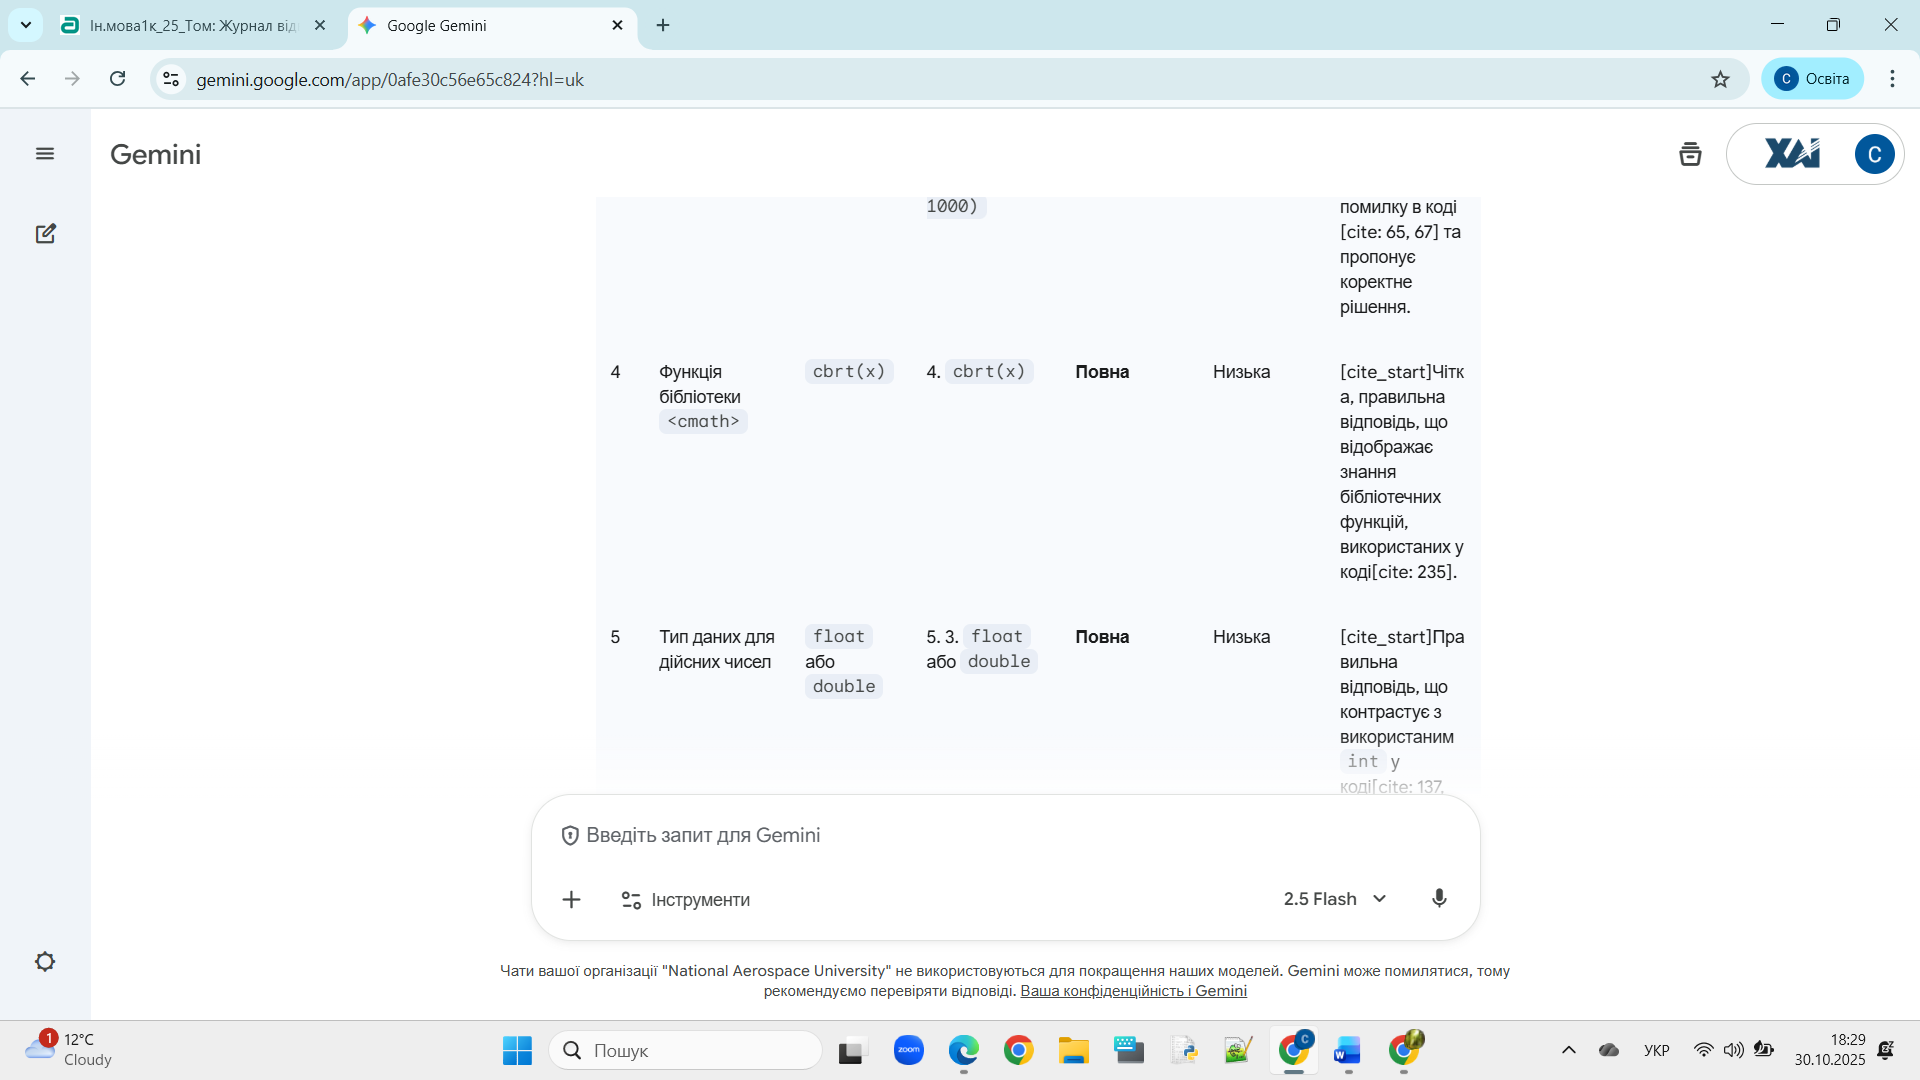 Ін.мова1к_25_Том: Журнал від
Google Gemini
gemini.google.com/app/0afe30c56e65c824?hl=uk
C
Освіта
Gemini
XAI
C
1000)
помилку в коді
[cite: 65, 67] та
пропонує
коректне
рішення.
4
Функція
бібліотеки
<cmath>
cbrt(x)
4. cbrt(x)
Повна
Низька
[cite_start]Чітк
а, правильна
відповідь, що
відображає
знання
бібліотечних
функцій,
використаних у
коді[cite: 235].
5
Тип даних для
дійсних чисел
float
або
double
5. 3. float
або double
Повна
Низька
[cite_start]Пра
вильна
відповідь, що
контрастує з
використаним
int у
коді[cite: 137,
Введіть запит для Gemini
Інструменти
2.5 Flash
Чати вашої організації "National Aerospace University" не використовуються для покращення наших моделей. Gemini може помилятися, тому
рекомендуємо перевіряти відповіді. Ваша конфіденційність і Gemini
1
12°C
Cloudy
Пошук
zoom
C
W
УКР
18:29
30.10.2025